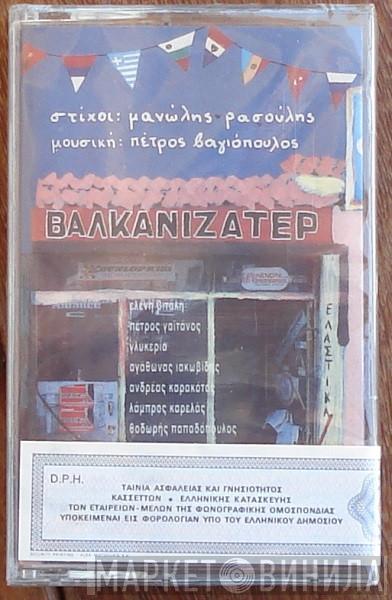 στίχοι: μανώλης ρασούλης
μουσική: πέτρος βαγιόπουλος
ΒΑΛΚΑΝΙΖΑΤΕΡ
ελένη βιτάλη
πέτρος γαϊτάνος
γλυκερία
αγάθωνας ιακωβίδης
ανδρέας καρακότας
λάμπρος καρελάς
θοδωρής παπαδόπουλος
ΕΛΑΣΤΙΚΑ
D.P.H.
ΤΑΙΝΙΑ ΑΣΦΑΛΕΙΑΣ ΚΑΙ ΓΝΗΣΙΟΤΗΤΟΣ
ΚΑΣΣΕΤΤΩΝ • ΕΛΛΗΝΙΚΗΣ ΚΑΤΑΣΚΕΥΗΣ
ΤΩΝ ΕΤΑΙΡΕΙΩΝ-ΜΕΛΩΝ ΤΗΣ ΦΩΝΟΓΡΑΦΙΚΗΣ ΟΜΟΣΠΟΝΔΙΑΣ
ΥΠΟΚΕΙΜΕΝΑΙ ΕΙΣ ΦΟΡΟΛΟΓΙΑΝ ΥΠΟ ΤΟΥ ΕΛΛΗΝΙΚΟΥ ΔΗΜΟΣΙΟΥ
МАРКЕТ ВИНИЛА